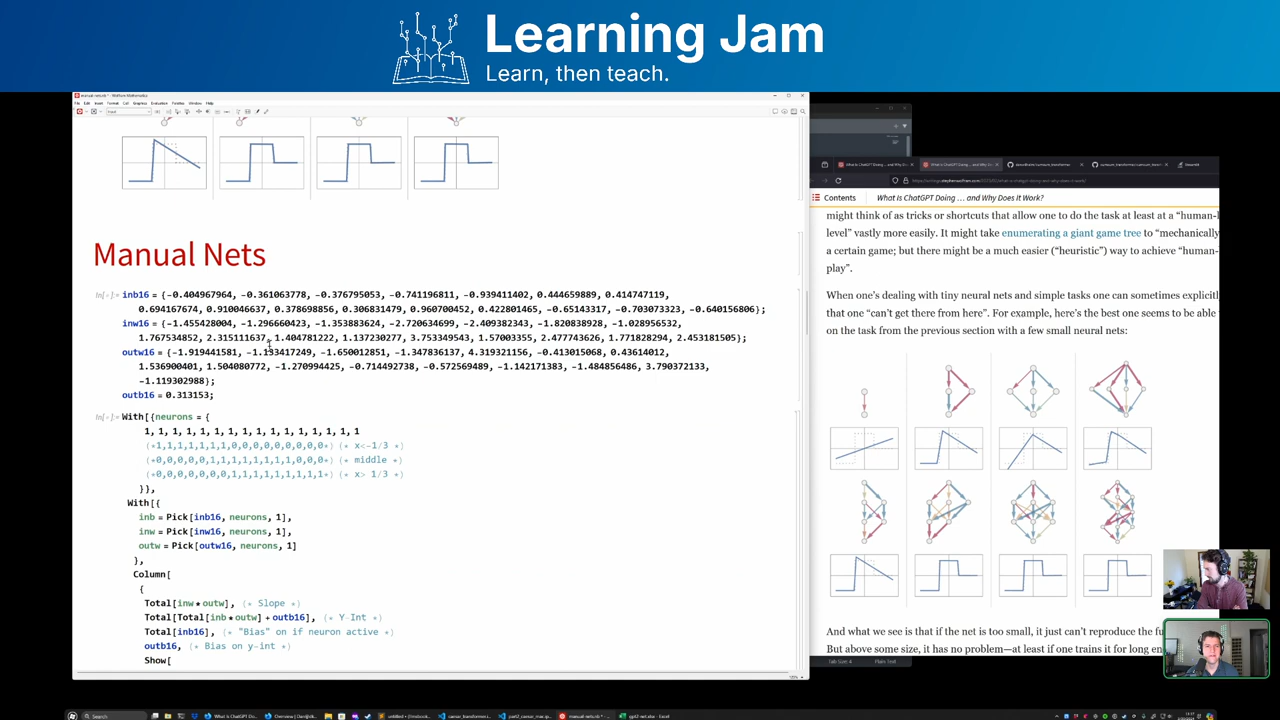 Learning Jam
Learn, then teach.
Manual Nets
inb16 = {-0.404967964, -0.361063778, -0.376795053, -0.741196811, -0.939411402, 0.444659889, 0.414747119,
0.694167674, 0.910046637, 0.378698856, 0.306831479, 0.960700452, 0.422801465, -0.65143317, -0.703073323, -0.640156806};
inw16 = {-1.455428004, -1.296660423, -1.353883624, -2.720634699, -2.409382343, -1.820838928, -1.028956532,
1.767534852, 2.315111637, 1.404781222, 1.137230277, 3.753349543, 1.57003355, 2.477743626, 1.771828294, 2.453181505};
outw16 = {-1.919441581, -1.133417249, -1.650012851, -1.347836137, 4.319321156, -0.413015068, 0.43614012,
1.536900401, 1.504080772, -1.270994425, -0.714492738, -0.572569489, -1.142171383, -1.484856486, 3.790372133,
-1.119302988};
outb16 = 0.313153;
With[{neurons = {
1, 1, 1, 1, 1, 1, 1, 1, 1, 1, 1, 1, 1, 1, 1, 1
(*1,1,1,1,1,1,1,0,0,0,0,0,0,0,0,0*) (* x<-1/3 *)
(*0,0,0,0,1,1,1,1,1,1,1,1,1,0,0,0*) (* middle *)
(*0,0,0,0,0,0,1,1,1,1,1,1,1,1,1,1*) (* x> 1/3 *)
}},
With[{
inb = Pick[inb16, neurons, 1],
inw = Pick[inw16, neurons, 1],
outw = Pick[outw16, neurons, 1]
},
Column[
{
Total[inw*outw], (* Slope *)
Total[Total[inb*outw] + outb16], (* Y-Int *)
Total[inb16], (* "Bias" on if neuron active *)
outb16, (* Bias on y-int *)
Show[
Contents
What Is ChatGPT Doing … and Why Does It Work?
might think of as tricks or shortcuts that allow one to do the task at least at a “human-l
level” vastly more easily. It might take enumerating a giant game tree to “mechanically
a certain game; but there might be a much easier (“heuristic”) way to achieve “human-
play”.
When one’s dealing with tiny neural nets and simple tasks one can sometimes explicitly
that one “can’t get there from here”. For example, here’s the best one seems to be able
on the task from the previous section with a few small neural nets:
And what we see is that if the net is too small, it just can’t reproduce the fu
But above some size, it has no problem—at least if one trains it for long en
Tab Size: 4
Plain Text
Search